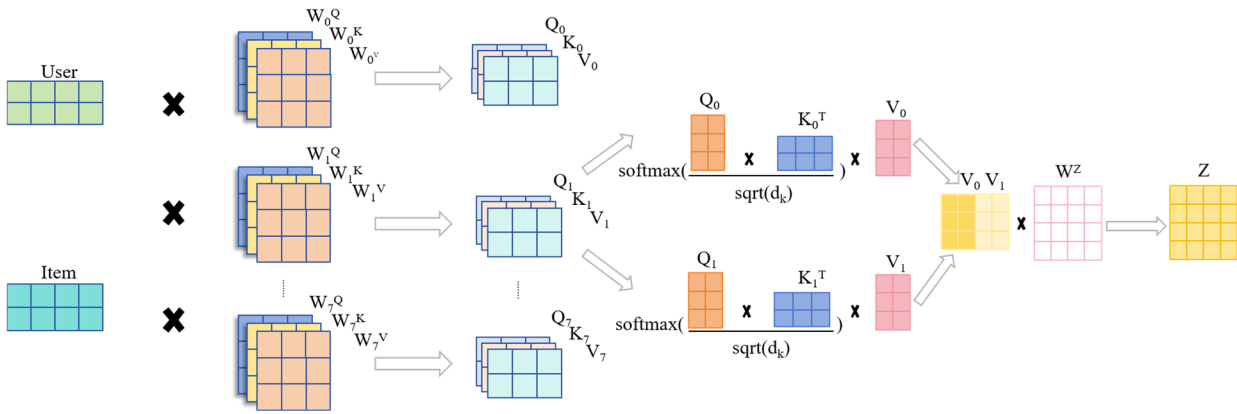 User
W₀Q
W₀K
W₀V
Q₀
K₀
V₀
Item
W₁Q
W₁K
W₁V
Q₁
K₁
V₁
W₇Q
W₇K
W₇V
Q₇
K₇
V₇
Q₀ K₀ᵀ V₀
softmax( )
sqrt(dₖ)
Q₁ K₁ᵀ V₁
softmax( )
sqrt(dₖ)
V₀ V₁ Wᶻ Z